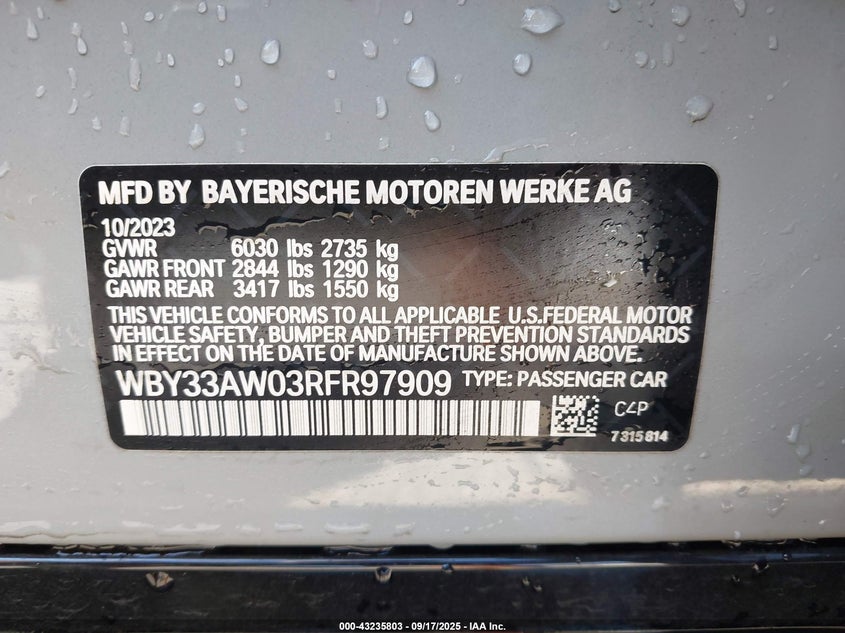 MFD BY BAYERISCHE MOTOREN WERKE AG
10/2023
GVWR 6030 lbs 2735 kg
GAWR FRONT 2844 lbs 1290 kg
GAWR REAR 3417 lbs 1550 kg
THIS VEHICLE CONFORMS TO ALL APPLICABLE U.S.FEDERAL MOTOR
VEHICLE SAFETY, BUMPER AND THEFT PREVENTION STANDARDS
IN EFFECT ON THE DATE OF MANUFACTURE SHOWN ABOVE.
WBY33AW03RFR97909 TYPE: PASSENGER CAR
C4P
7315814
000-43235803 | 09/17/2025 - IAA Inc.